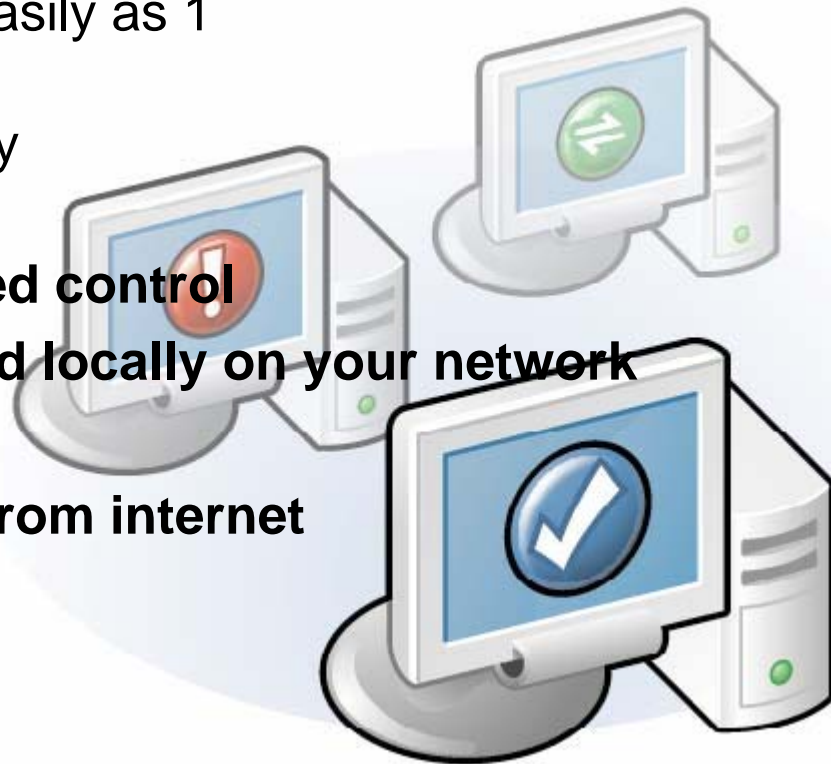 asily as 1
y
ed control
d locally on your network
rom internet